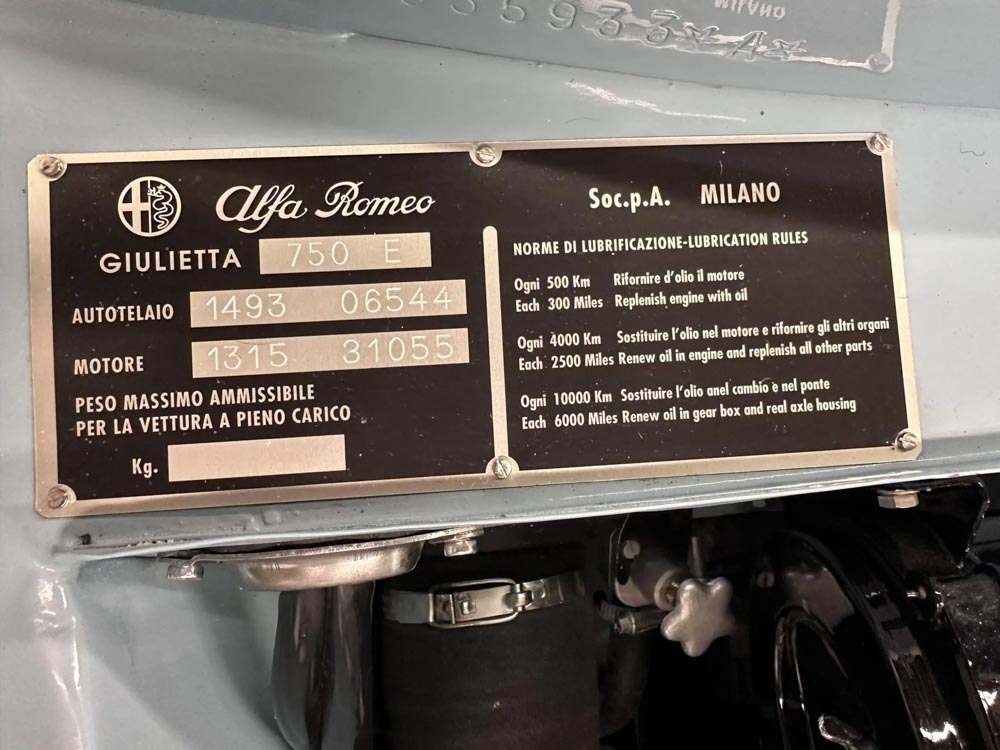 Milano
559333*A*
Alfa Romeo
GIULIETTA 750 E
AUTOTELAIO 1493 06544
MOTORE 1315 31055
PESO MASSIMO AMMISSIBILE
PER LA VETTURA A PIENO CARICO
Kg.
Soc.p.A. MILANO
NORME DI LUBRIFICAZIONE-LUBRICATION RULES
Ogni 500 Km Rifornire d'olio il motore
Each 300 Miles Replenish engine with oil
Ogni 4000 Km Sostituire l'olio nel motore e rifornire gli altri organi
Each 2500 Miles Renew oil in engine and replenish all other parts
Ogni 10000 Km Sostituire l'olio anel cambio e nel ponte
Each 6000 Miles Renew oil in gear box and real axle housing